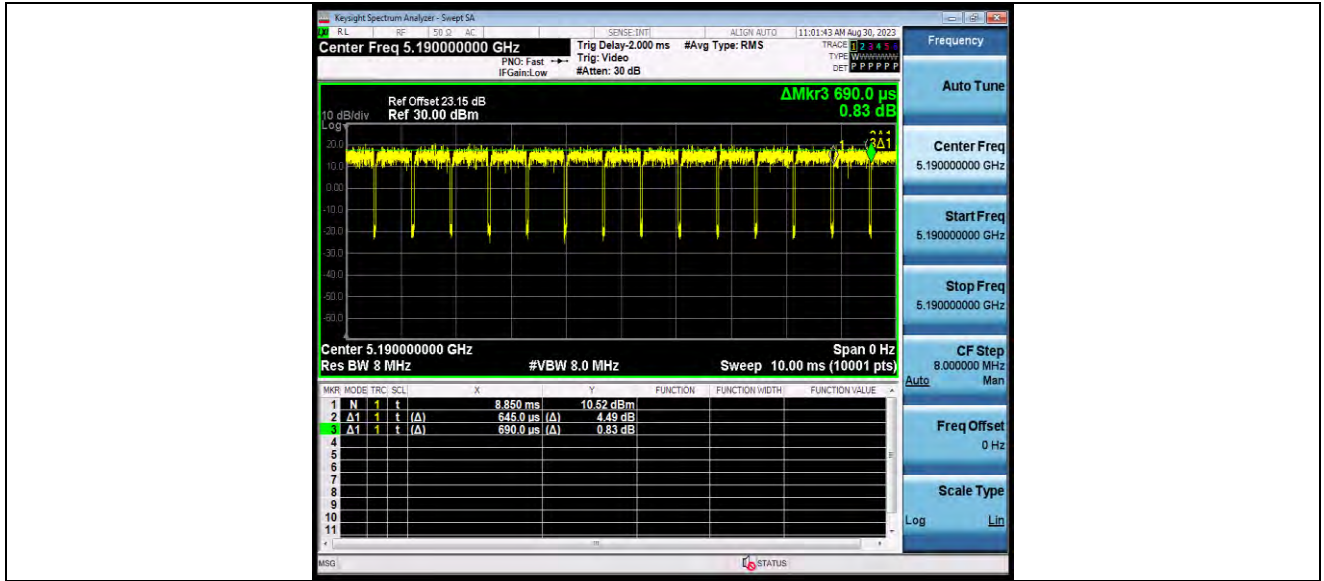 Keysight Spectrum Analyzer - Swept SA
RL RF 50 Ω AC SENSE:INT ALIGN AUTO 11:01:43 AM Aug 30, 2023
Center Freq 5.190000000 GHz
Trig Delay-2.000 ms #Avg Type: RMS
TRACE 1 2 3 4 5 6
PNO: Fast Trig: Video
TYPE WWWWWW
IFGain:Low #Atten: 30 dB
DET P P P P P P
ΔMkr3 690.0 µs
0.83 dB
Ref Offset 23.15 dB
10 dB/div Ref 30.00 dBm
Log
20.0
10.0
0.00
-10.0
-20.0
-30.0
-40.0
-50.0
-60.0
1
3Δ1
Center 5.190000000 GHz Span 0 Hz
Res BW 8 MHz #VBW 8.0 MHz Sweep 10.00 ms (10001 pts)
MKR MODE TRC SCL X Y FUNCTION FUNCTION WIDTH FUNCTION VALUE
1 N 1 t 8.850 ms 10.52 dBm
2 Δ1 1 t (Δ) 645.0 µs (Δ) 4.49 dB
3 Δ1 1 t (Δ) 690.0 µs (Δ) 0.83 dB
4
5
6
7
8
9
10
11
MSG STATUS
Frequency
Auto Tune
Center Freq
5.190000000 GHz
Start Freq
5.190000000 GHz
Stop Freq
5.190000000 GHz
CF Step
8.000000 MHz
Auto Man
Freq Offset
0 Hz
Scale Type
Log Lin